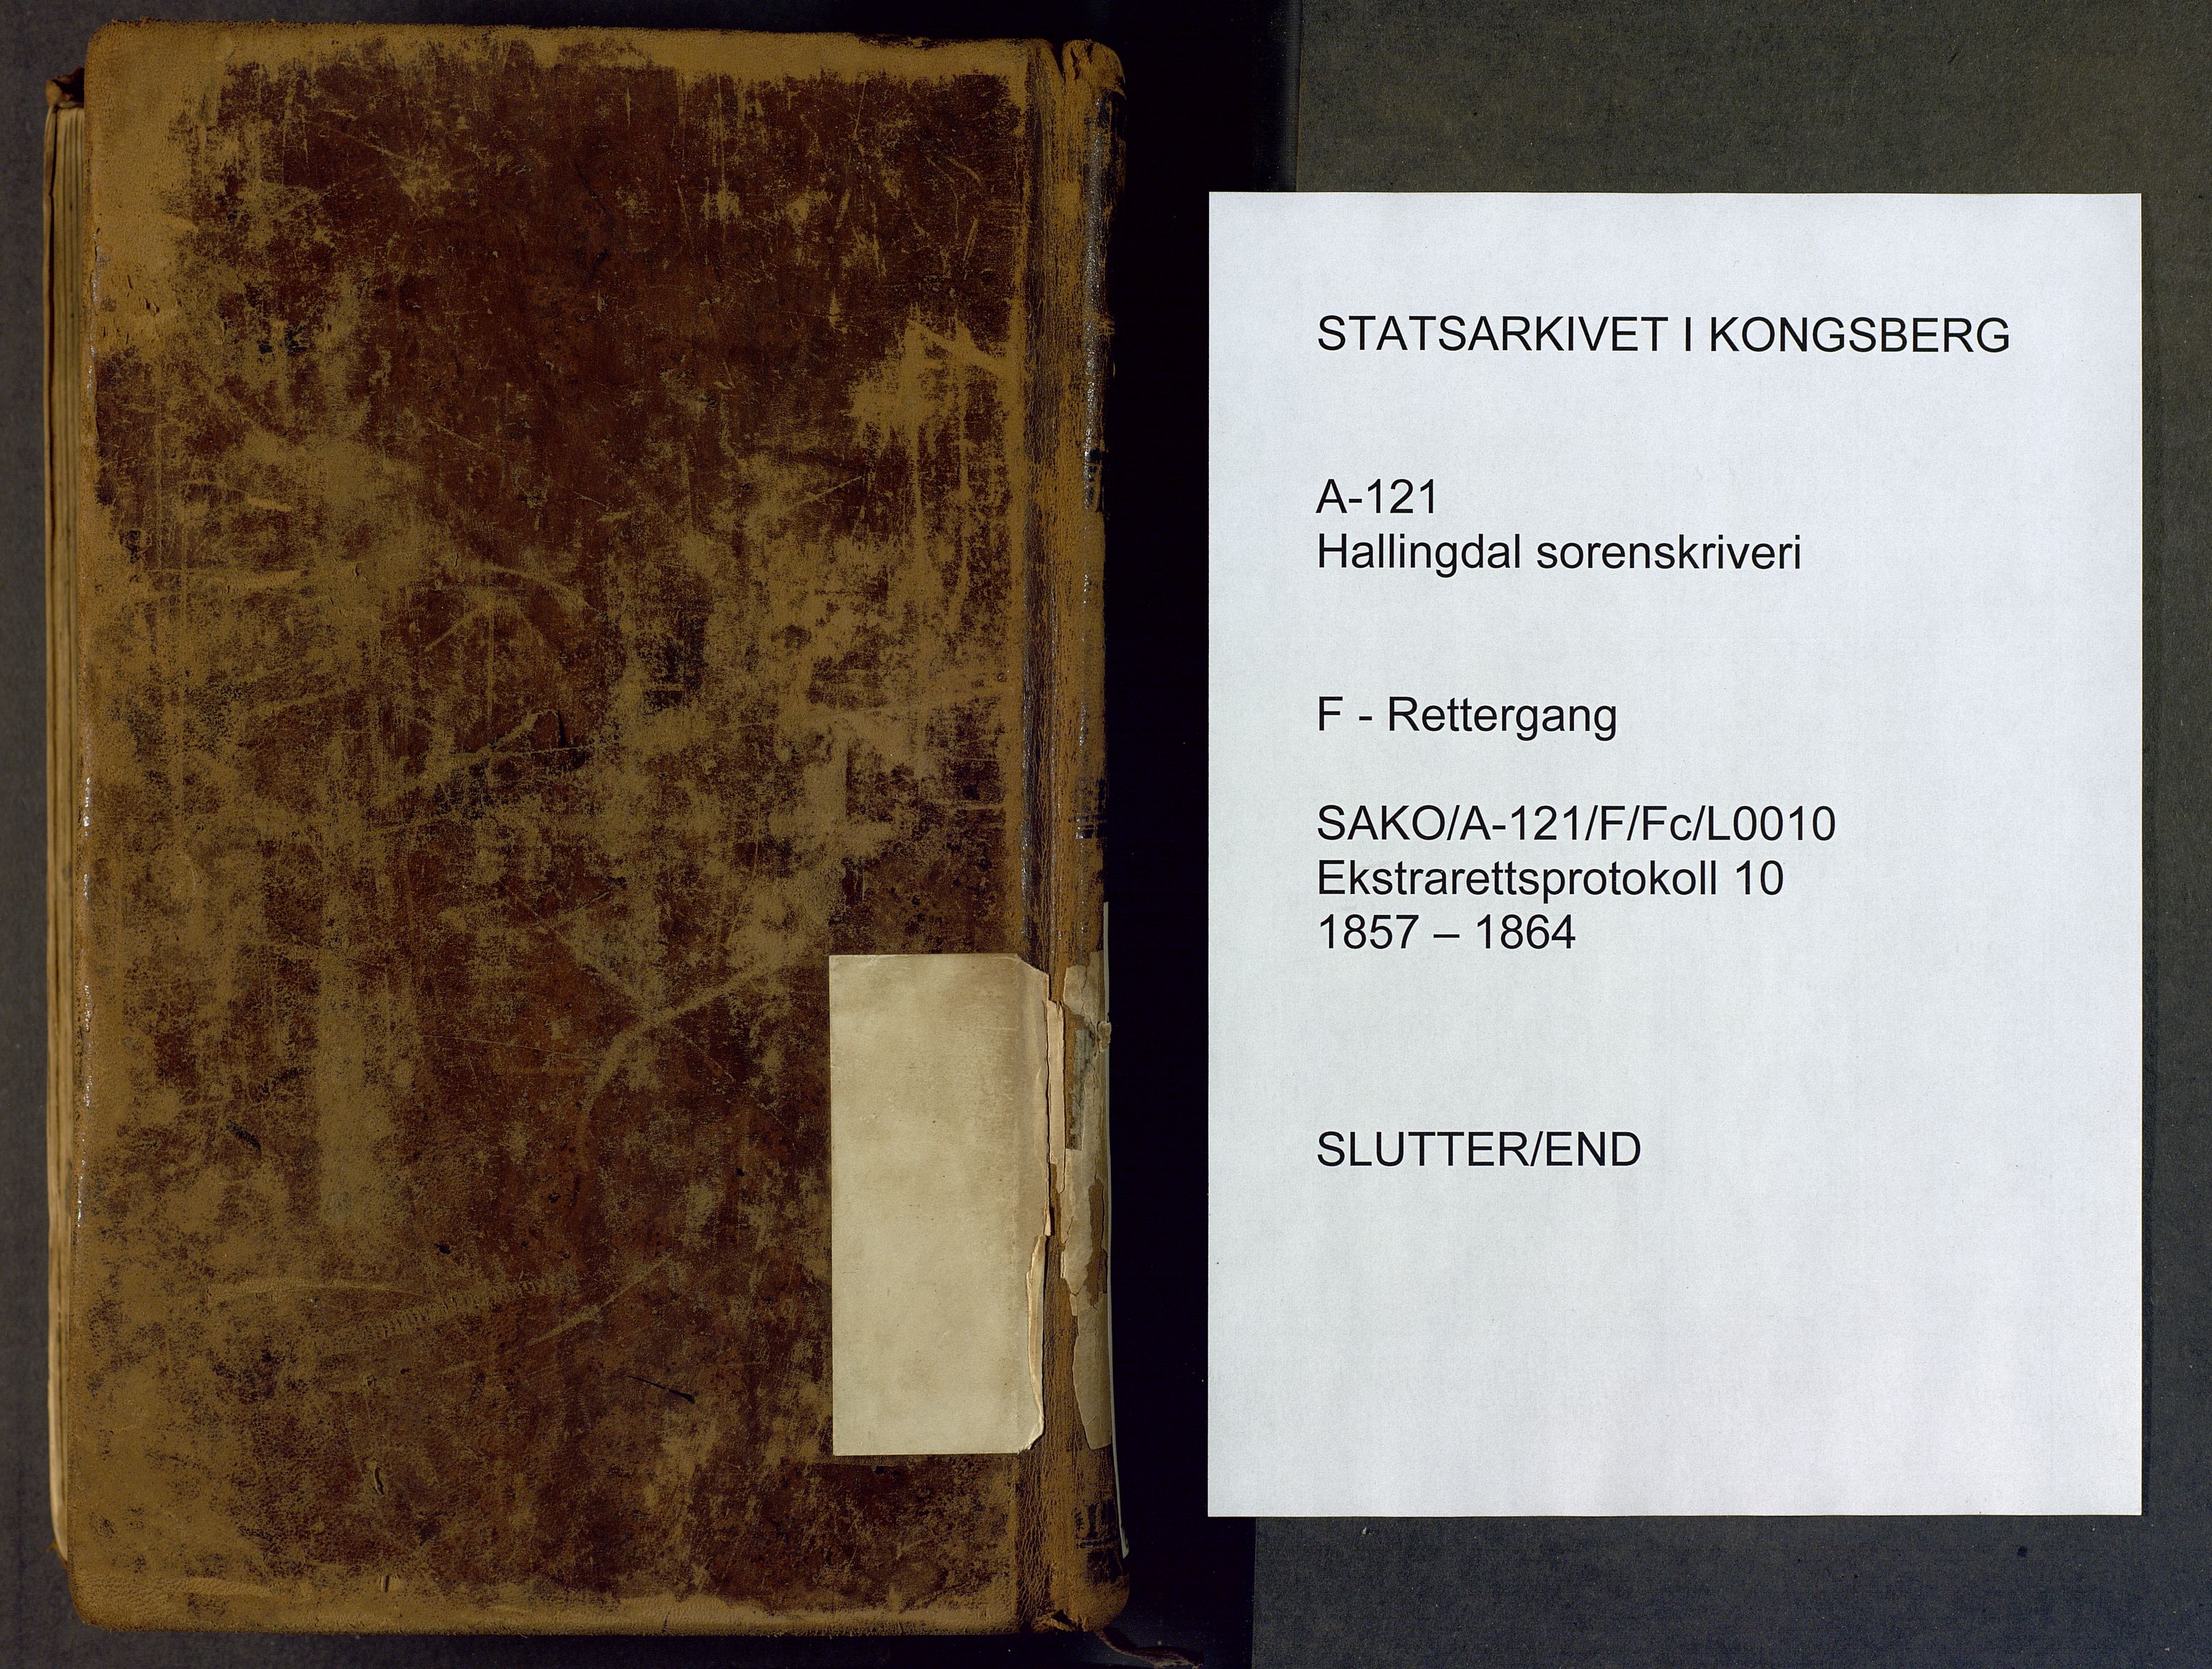 STATSARKIVET I KONGSBERG
A-121
Hallingdal sorenskriveri
F - Rettergang
SAKO/A-121/F/Fc/L0010
Ekstrarettsprotokoll 10
1857 – 1864
SLUTTER/END